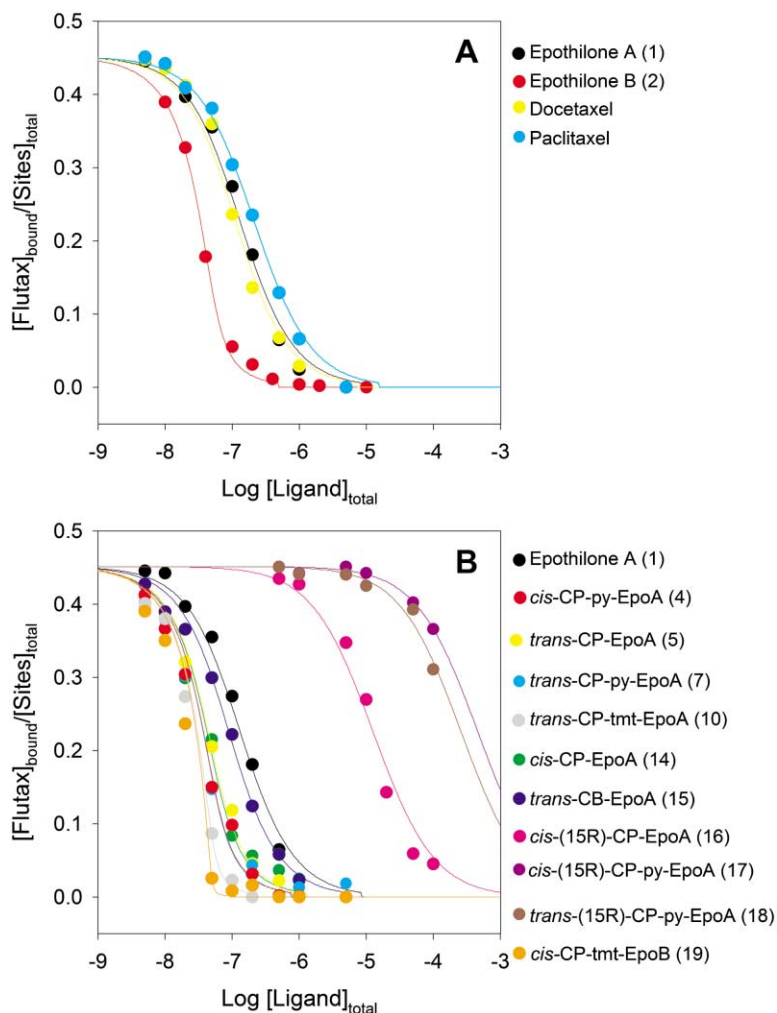 A
0.5
0.4
0.3
0.2
0.1
0.0
[Flutax]bound/[Sites]total
-9 -8 -7 -6 -5 -4 -3
Log [Ligand]total
Epothilone A (1)
Epothilone B (2)
Docetaxel
Paclitaxel
B
0.5
0.4
0.3
0.2
0.1
0.0
[Flutax]bound/[Sites]total
-9 -8 -7 -6 -5 -4 -3
Log [Ligand]total
Epothilone A (1)
cis-CP-py-EpoA (4)
trans-CP-EpoA (5)
trans-CP-py-EpoA (7)
trans-CP-tmt-EpoA (10)
cis-CP-EpoA (14)
trans-CB-EpoA (15)
cis-(15R)-CP-EpoA (16)
cis-(15R)-CP-py-EpoA (17)
trans-(15R)-CP-py-EpoA (18)
cis-CP-tmt-EpoB (19)